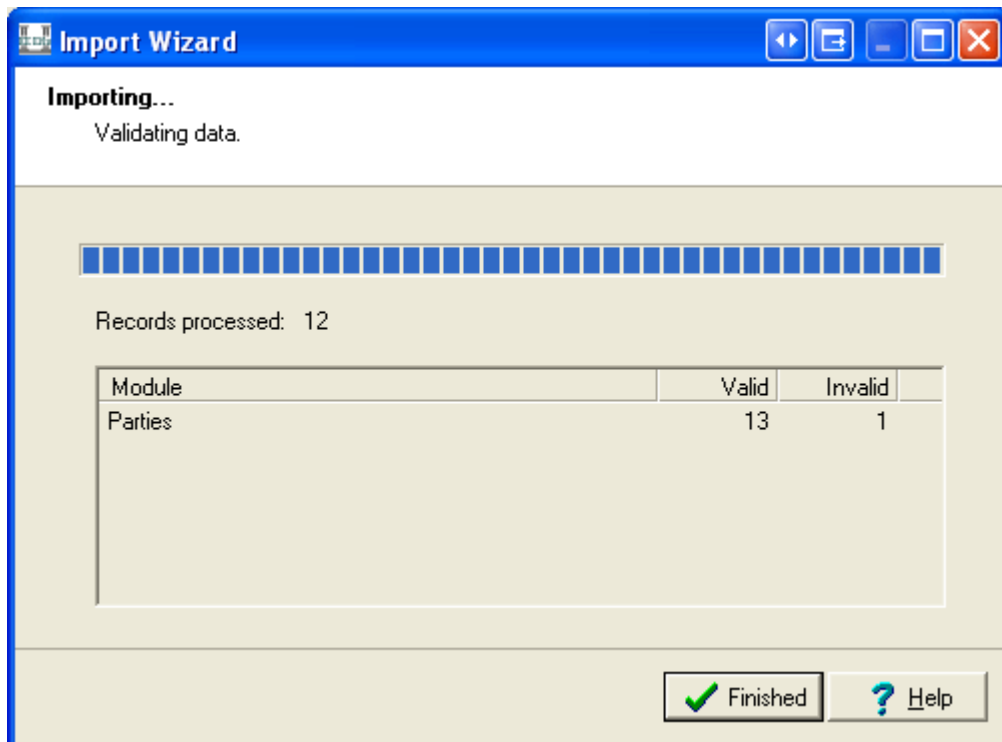 Import Wizard
Importing...
Validating data.
Records processed: 12
Module Valid Invalid
Parties 13 1
Finished Help